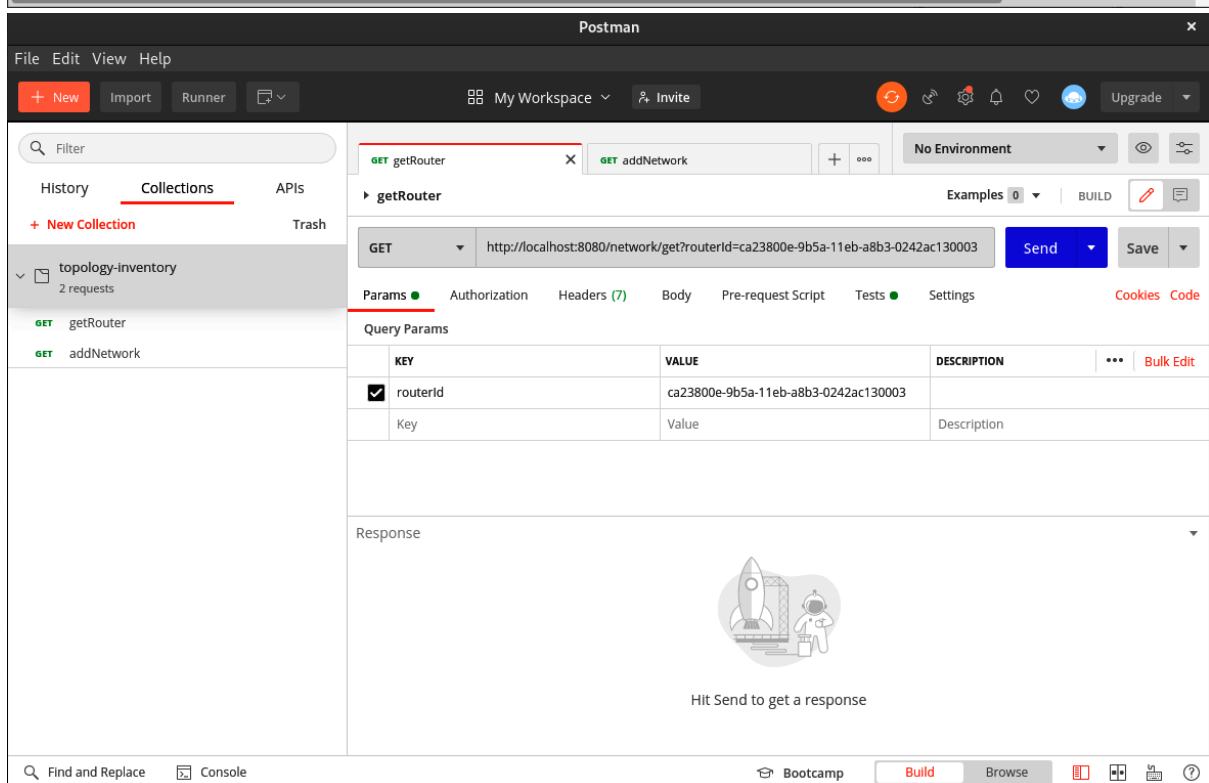 Postman
File Edit View Help
+ New Import Runner My Workspace Invite Upgrade
Filter
History Collections APIs
+ New Collection Trash
topology-inventory
2 requests
GET getRouter
GET addNetwork
GET getRouter GET addNetwork
No Environment
getRouter Examples 0 BUILD
GET http://localhost:8080/network/get?routerId=ca23800e-9b5a-11eb-a8b3-0242ac130003 Send Save
Params Authorization Headers (7) Body Pre-request Script Tests Settings Cookies Code
Query Params
KEY VALUE DESCRIPTION Bulk Edit
routerId ca23800e-9b5a-11eb-a8b3-0242ac130003
Key Value Description
Response
Hit Send to get a response
Find and Replace Console Bootcamp Build Browse